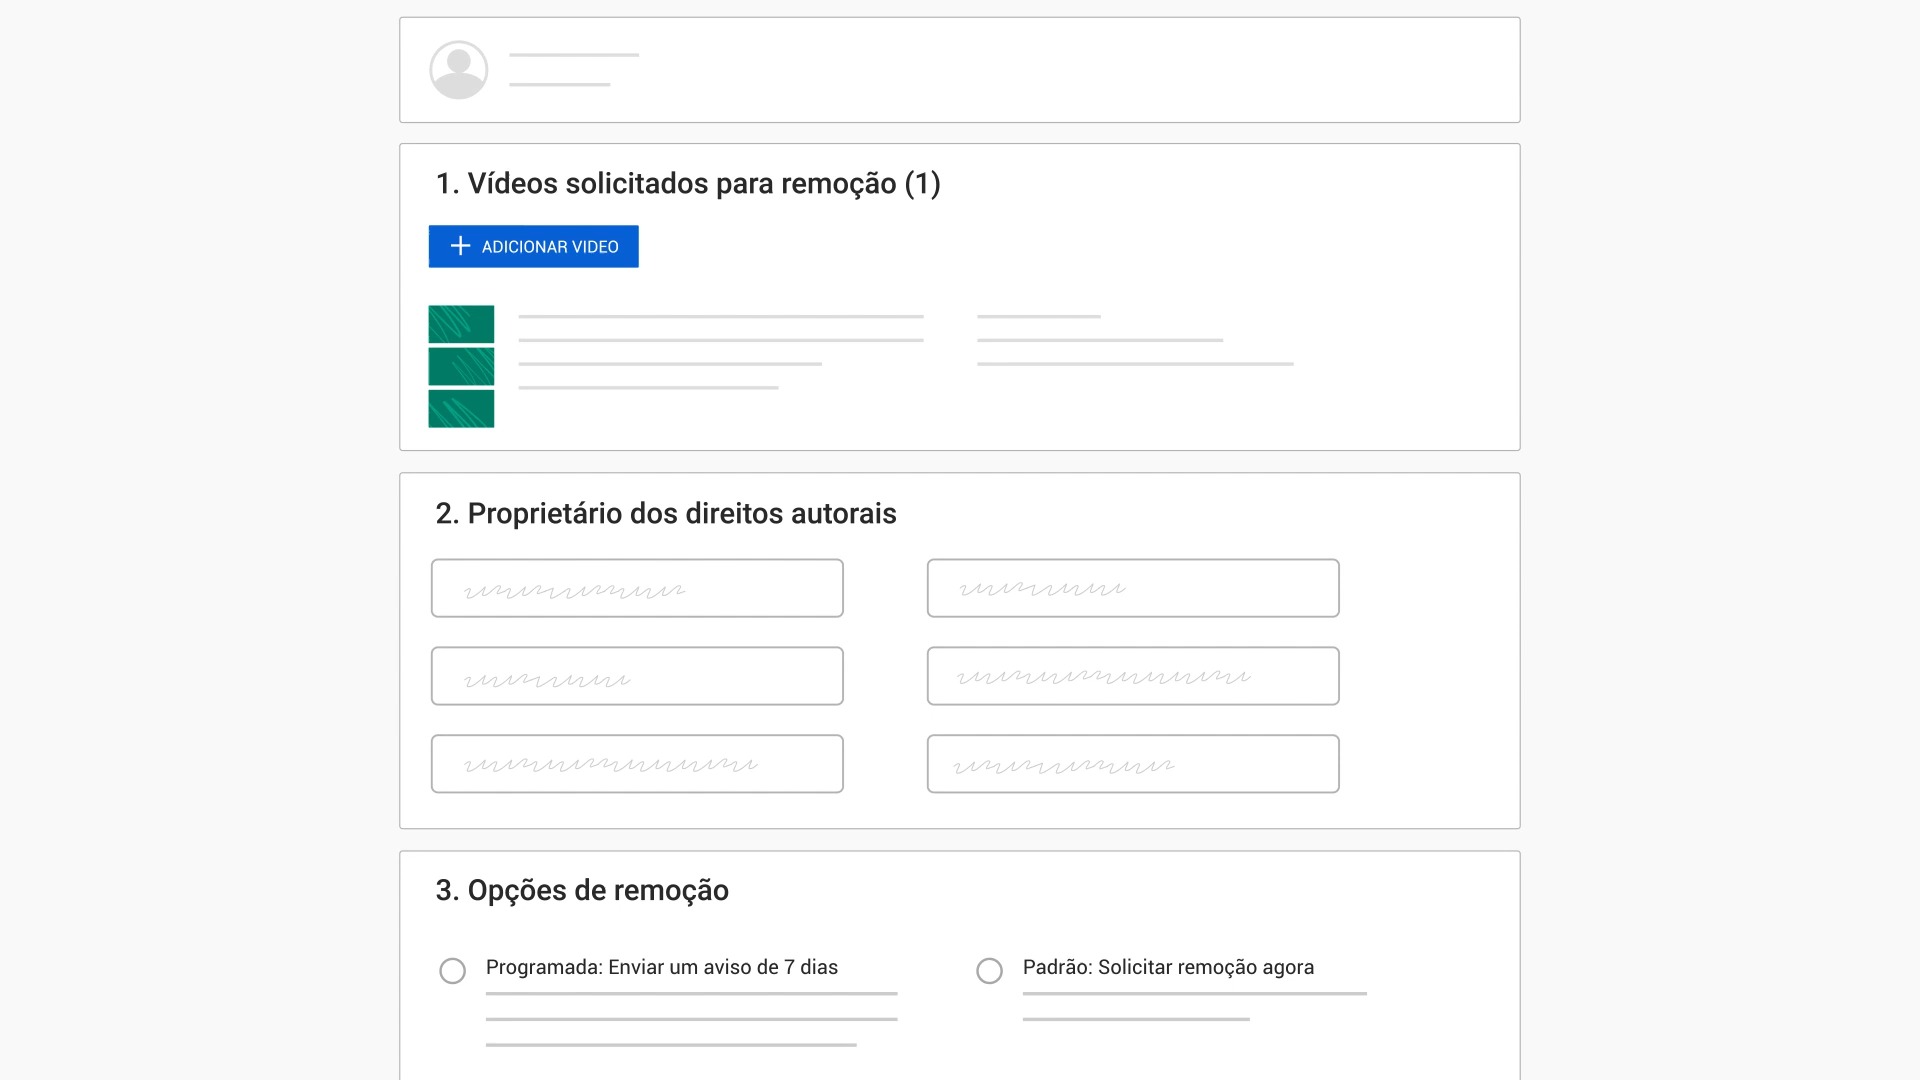 1. Vídeos solicitados para remoção (1)
ADICIONAR VIDEO
2. Proprietário dos direitos autorais
3. Opções de remoção
Programada: Enviar um aviso de 7 dias
Padrão: Solicitar remoção agora